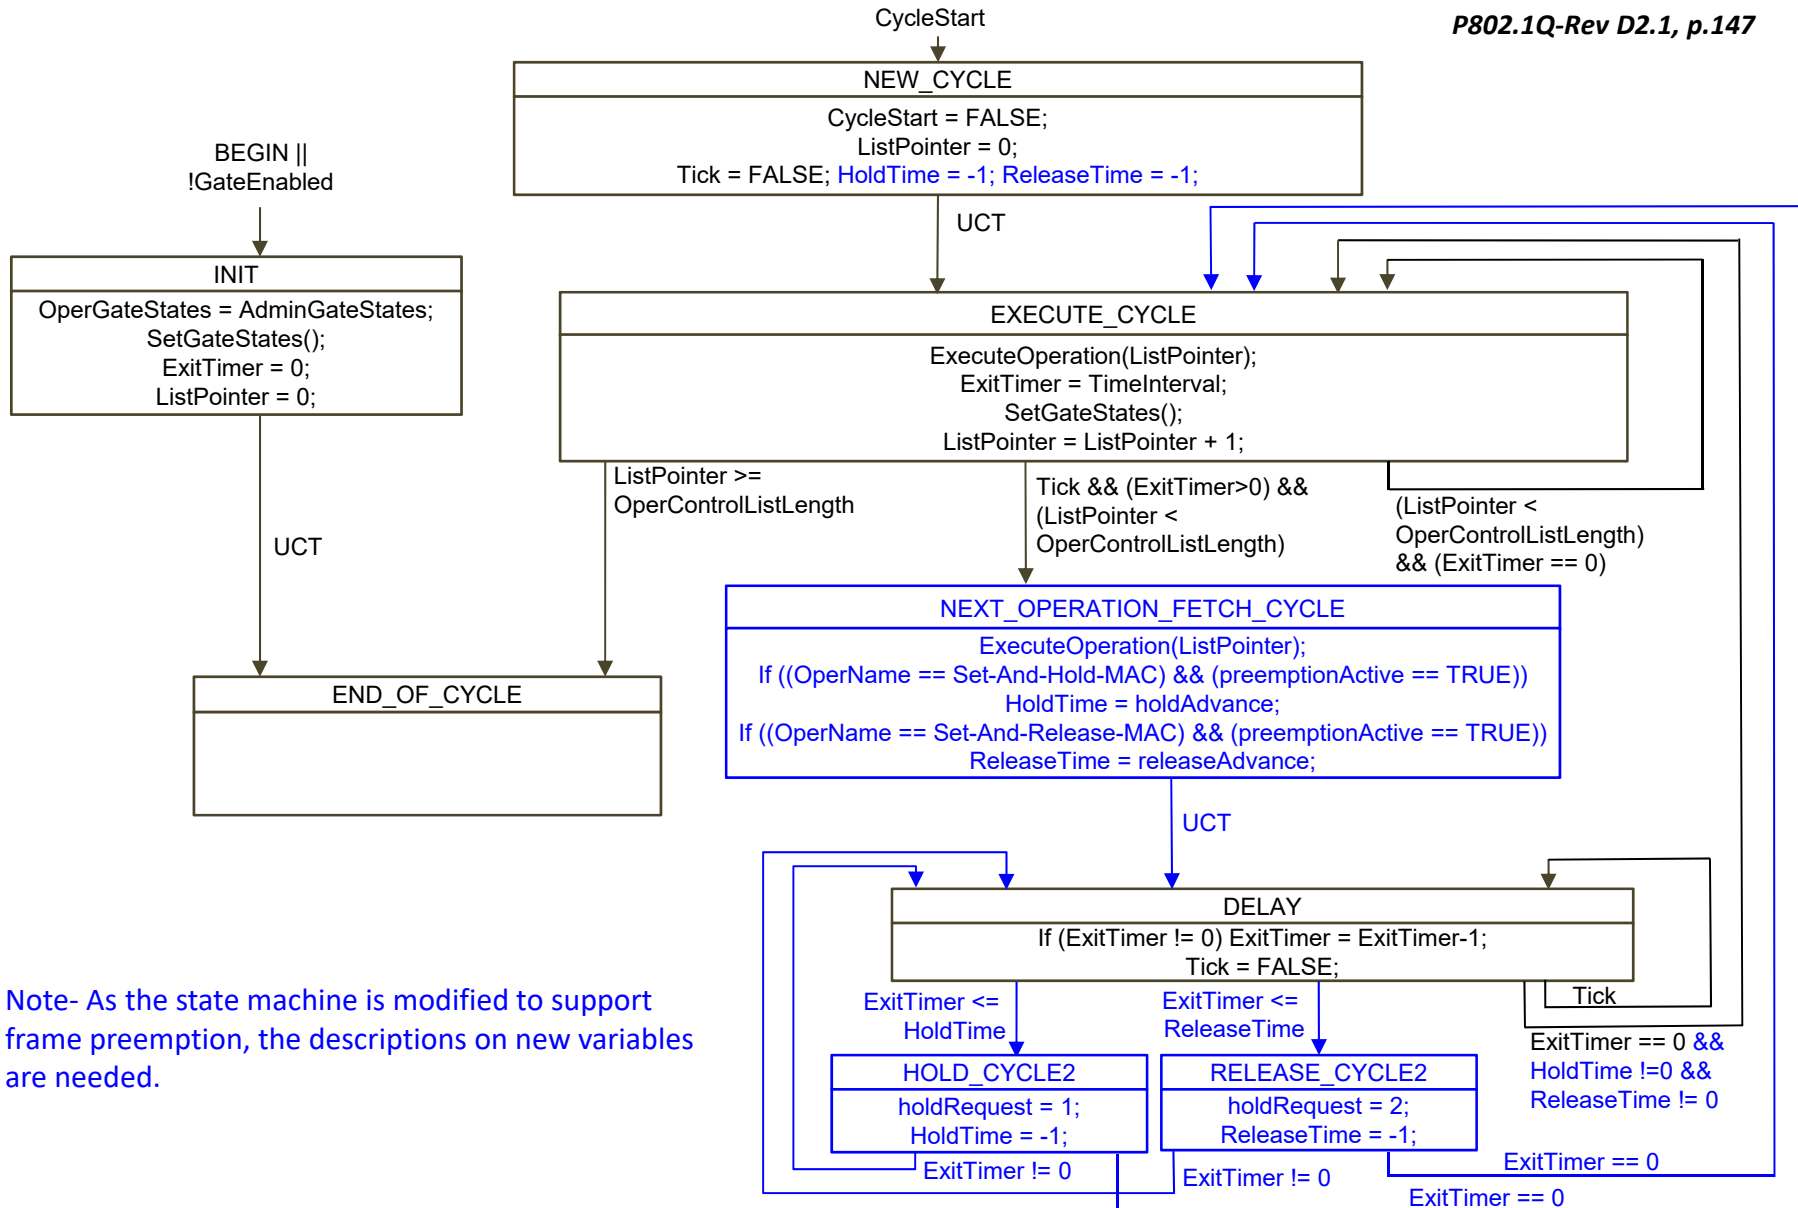 CycleStart
P802.1Q-Rev D2.1, p.147
NEW_CYCLE
CycleStart = FALSE;
ListPointer = 0;
Tick = FALSE; HoldTime = -1; ReleaseTime = -1;
BEGIN ||
!GateEnabled
UCT
INIT
OperGateStates = AdminGateStates;
SetGateStates();
ExitTimer = 0;
ListPointer = 0;
EXECUTE_CYCLE
ExecuteOperation(ListPointer);
ExitTimer = TimeInterval;
SetGateStates();
ListPointer = ListPointer + 1;
ListPointer >=
OperControlListLength
Tick && (ExitTimer>0) &&
(ListPointer <
OperControlListLength)
(ListPointer <
OperControlListLength)
&& (ExitTimer == 0)
UCT
NEXT_OPERATION_FETCH_CYCLE
ExecuteOperation(ListPointer);
If ((OperName == Set-And-Hold-MAC) && (preemptionActive == TRUE))
HoldTime = holdAdvance;
If ((OperName == Set-And-Release-MAC) && (preemptionActive == TRUE))
ReleaseTime = releaseAdvance;
END_OF_CYCLE
UCT
DELAY
If (ExitTimer != 0) ExitTimer = ExitTimer-1;
Tick = FALSE;
Note- As the state machine is modified to support
frame preemption, the descriptions on new variables
are needed.
ExitTimer <=
HoldTime
ExitTimer <=
ReleaseTime
Tick
ExitTimer == 0 &&
HoldTime !=0 &&
ReleaseTime != 0
HOLD_CYCLE2
holdRequest = 1;
HoldTime = -1;
RELEASE_CYCLE2
holdRequest = 2;
ReleaseTime = -1;
ExitTimer != 0
ExitTimer != 0
ExitTimer == 0
ExitTimer == 0